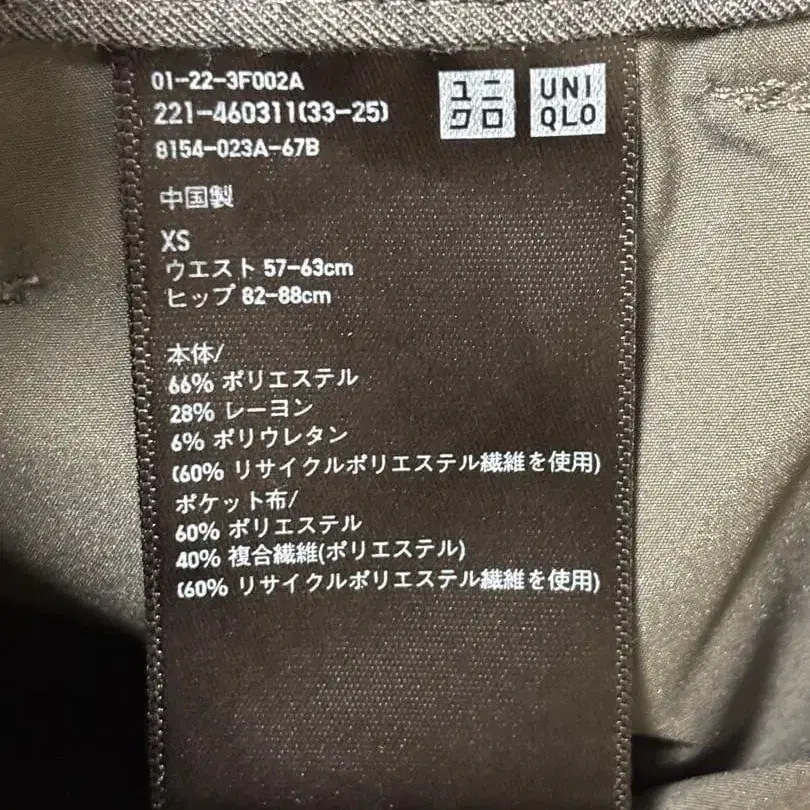 01-22-3F002A
221-460311(33-25)
8154-023A-67B
ユニ
クロ
UNI
QLO
中国製
XS
ウエスト 57-63cm
ヒップ 82-88cm
本体/
66% ポリエステル
28% レーヨン
6% ポリウレタン
(60% リサイクルポリエステル繊維を使用)
ポケット布/
60% ポリエステル
40% 複合繊維(ポリエステル)
(60% リサイクルポリエステル繊維を使用)